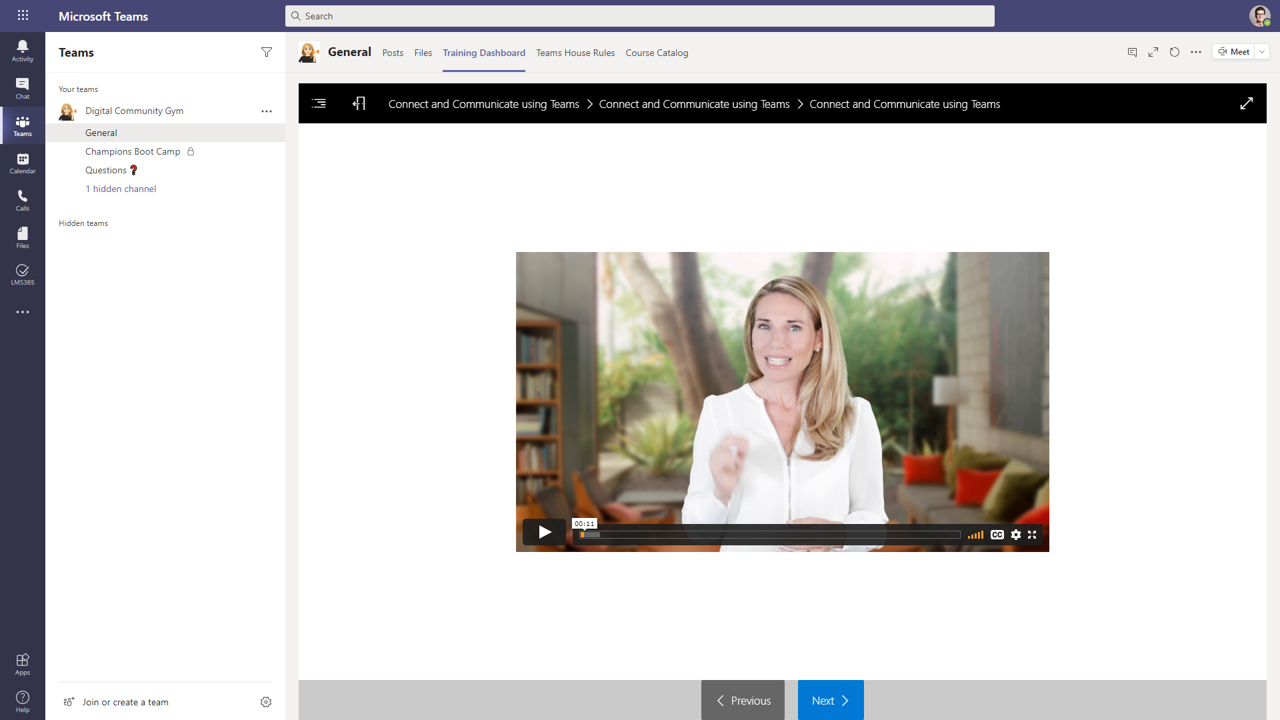 Microsoft Teams
Search
Activity
Chat
Teams
Calendar
Calls
Files
LMS365
Apps
Help
Teams
Your teams
Digital Community Gym
General
Champions Boot Camp
Questions❓
1 hidden channel
Hidden teams
Join or create a team
General Posts Files Training Dashboard Teams House Rules Course Catalog
Meet
Connect and Communicate using Teams > Connect and Communicate using Teams > Connect and Communicate using Teams
00:11
CC
Previous
Next